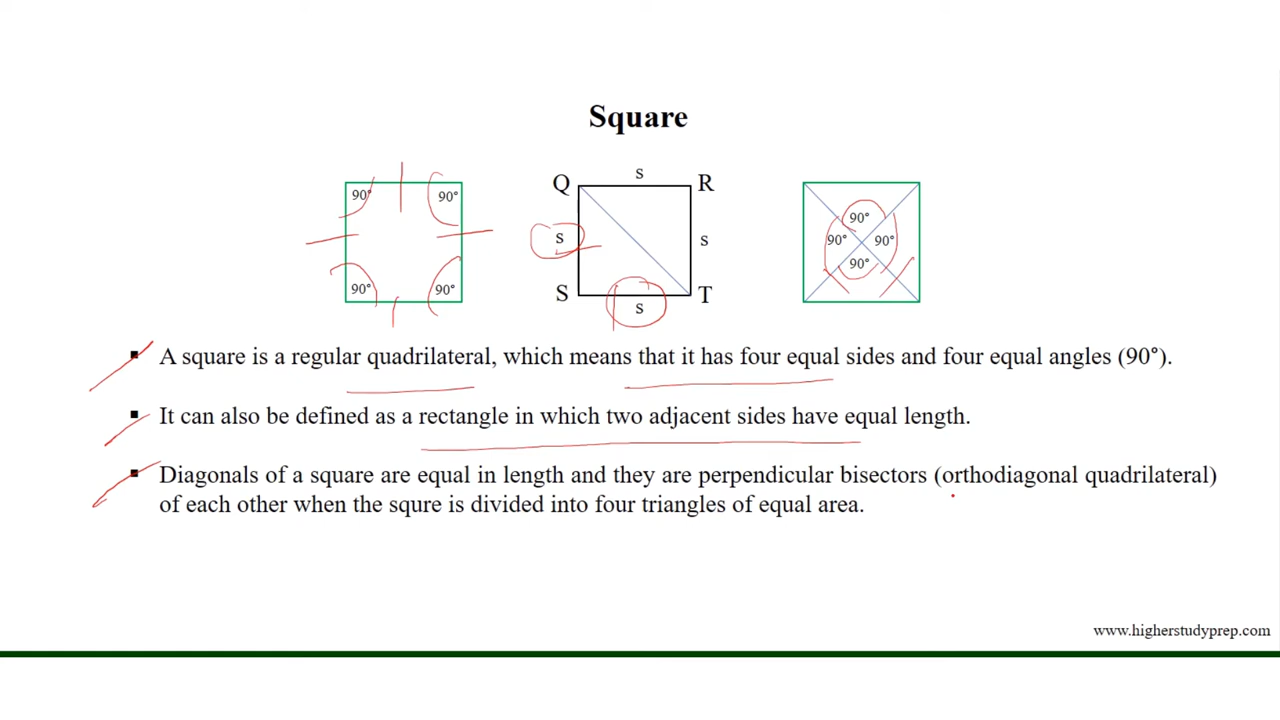 Square
90° 90°
90° 90°
Q s R
s s
S s T
90°
90° 90°
90°
▪ A square is a regular quadrilateral, which means that it has four equal sides and four equal angles (90°).
▪ It can also be defined as a rectangle in which two adjacent sides have equal length.
▪ Diagonals of a square are equal in length and they are perpendicular bisectors (orthodiagonal quadrilateral)
of each other when the squre is divided into four triangles of equal area.
www.higherstudyprep.com